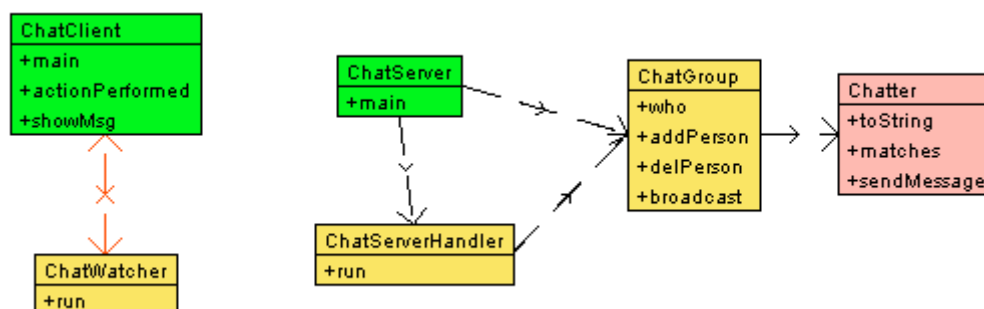 ChatClient
+main
+actionPerformed
+showMsg
ChatWatcher
+run
ChatServer
+main
ChatServerHandler
+run
ChatGroup
+who
+addPerson
+delPerson
+broadcast
Chatter
+toString
+matches
+sendMessage